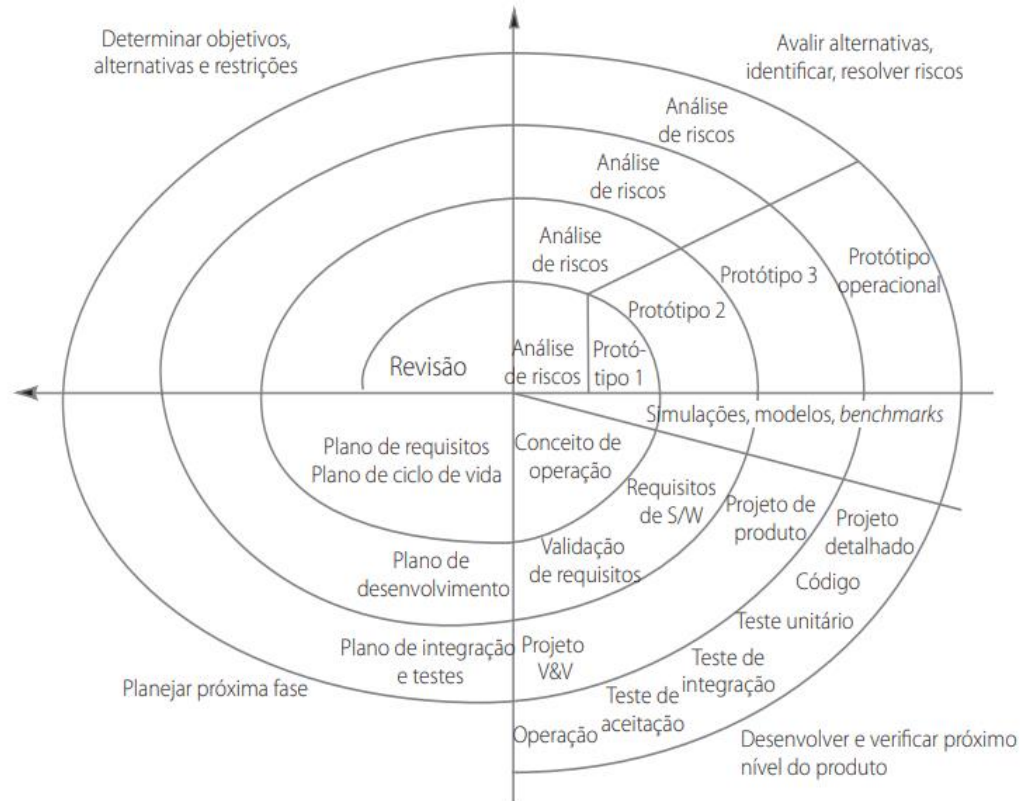 Determinar objetivos,
alternativas e restrições
Avalir alternativas,
identificar, resolver riscos
Análise
de riscos
Análise
de riscos
Análise
de riscos
Protótipo
operacional
Protótipo 3
Protótipo 2
Revisão
Análise
de riscos
Protó-
tipo 1
Simulações, modelos, benchmarks
Plano de requisitos
Plano de ciclo de vida
Conceito de
operação
Requisitos
de S/W
Projeto de
produto
Projeto
detalhado
Plano de
desenvolvimento
Validação
de requisitos
Código
Teste unitário
Plano de integração
e testes
Projeto
V&V
Teste de
integração
Teste de
aceitação
Operação
Planejar próxima fase
Desenvolver e verificar próximo
nível do produto